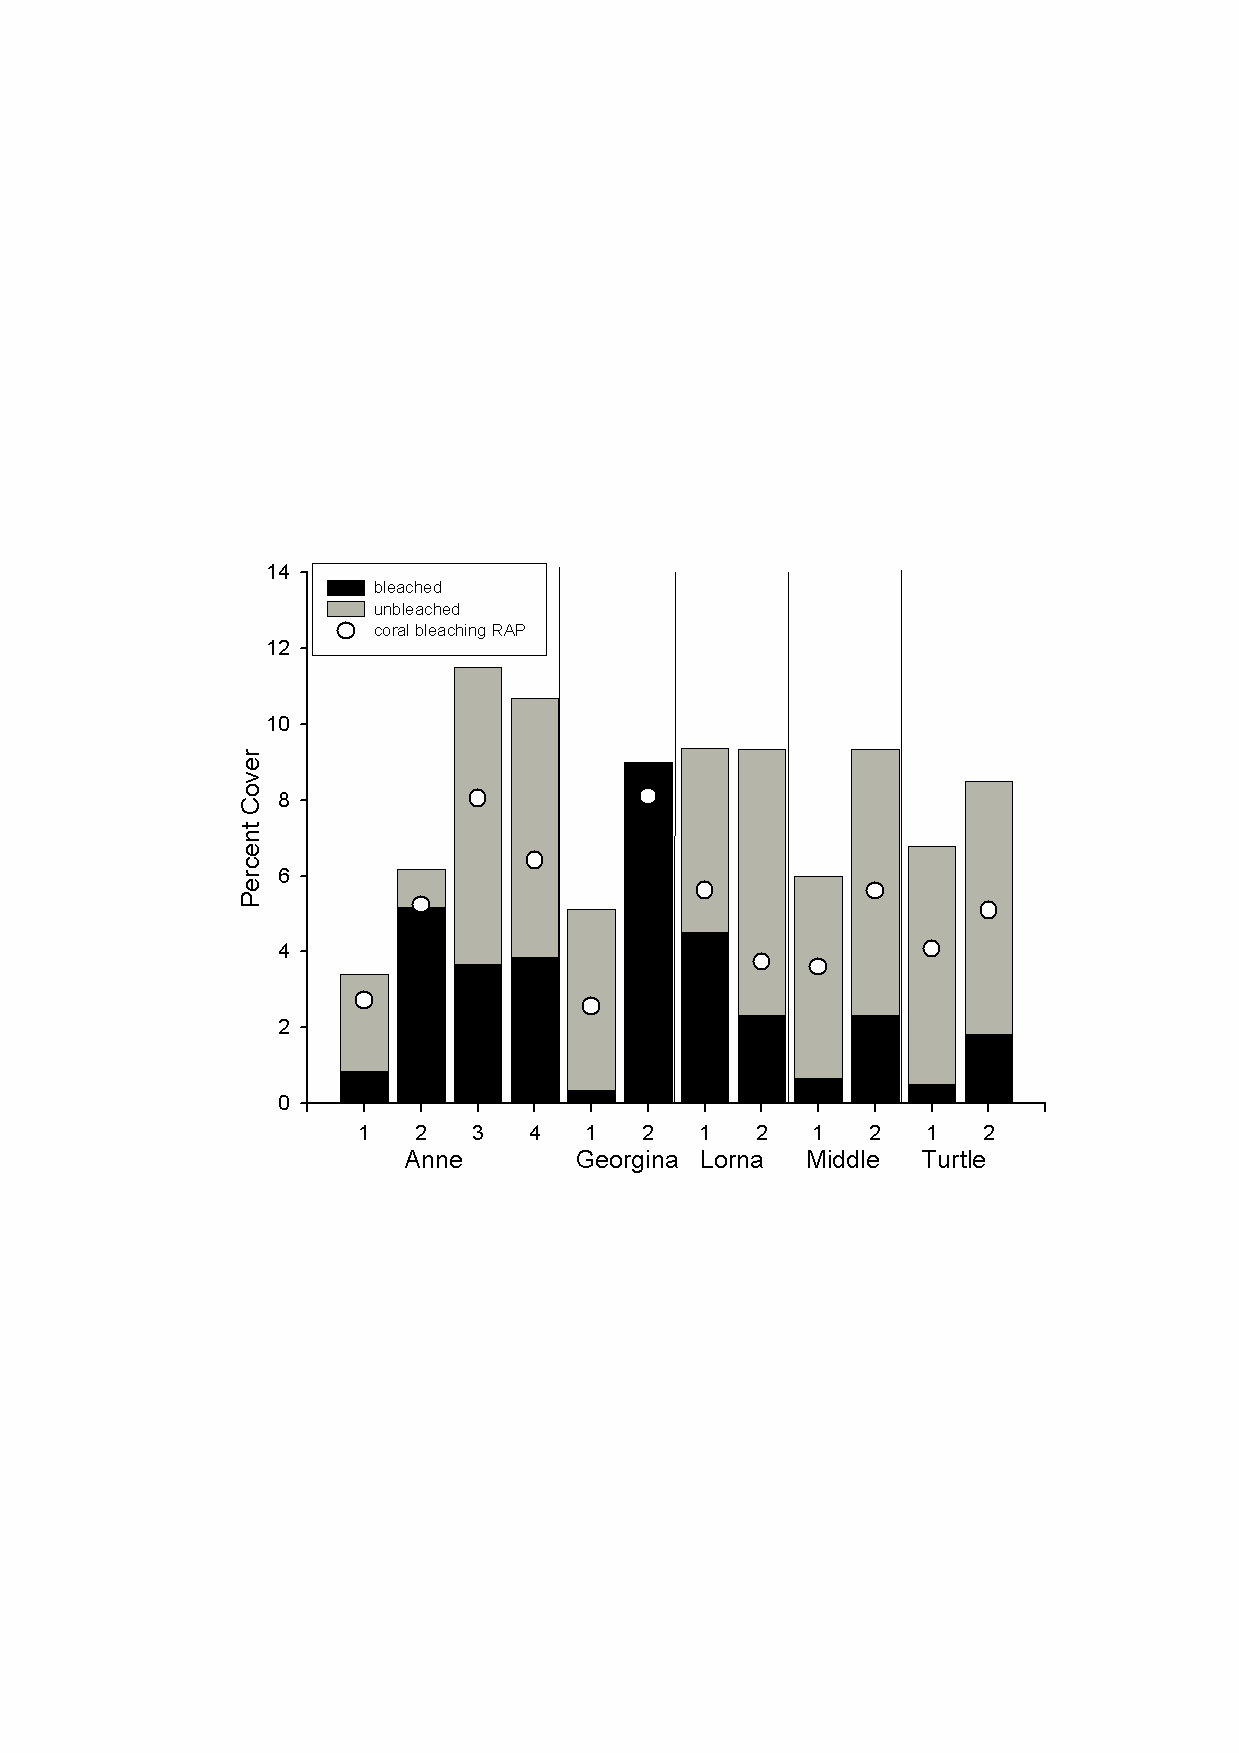 14
12
10
8
6
4
2
0
Percent Cover
bleached
unbleached
coral bleaching RAP
1 2 3 4 1 2 1 2 1 2 1 2
Anne Georgina Lorna Middle Turtle